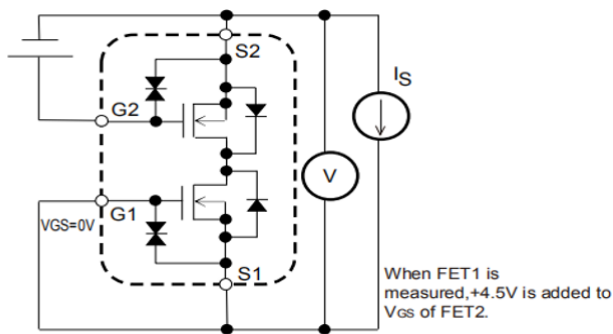 S2
IS
G2
V
G1
VGS=0V
S1
When FET1 is
measured,+4.5V is added to
VGS of FET2.